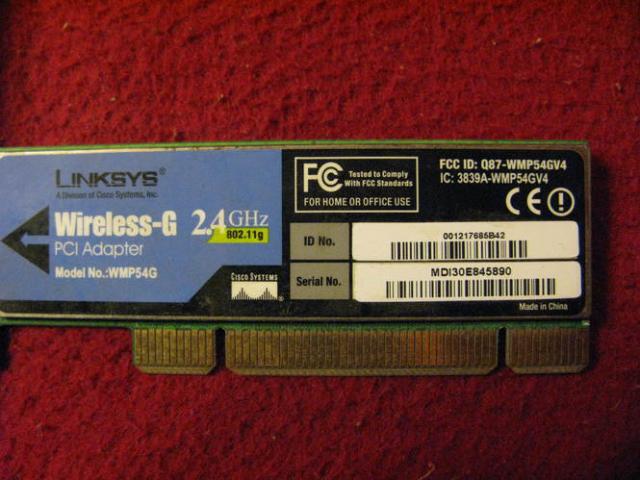 LINKSYS®
A Division of Cisco Systems, Inc.
Wireless-G 2.4GHz
802.11g
PCI Adapter
Model No.:WMP54G
CISCO SYSTEMS
®
FC Tested to Comply
With FCC Standards
FOR HOME OR OFFICE USE
FCC ID: Q87-WMP54GV4
IC: 3839A-WMP54GV4
CE
ID No.
001217685B42
Serial No.
MDI30E845890
Made in China